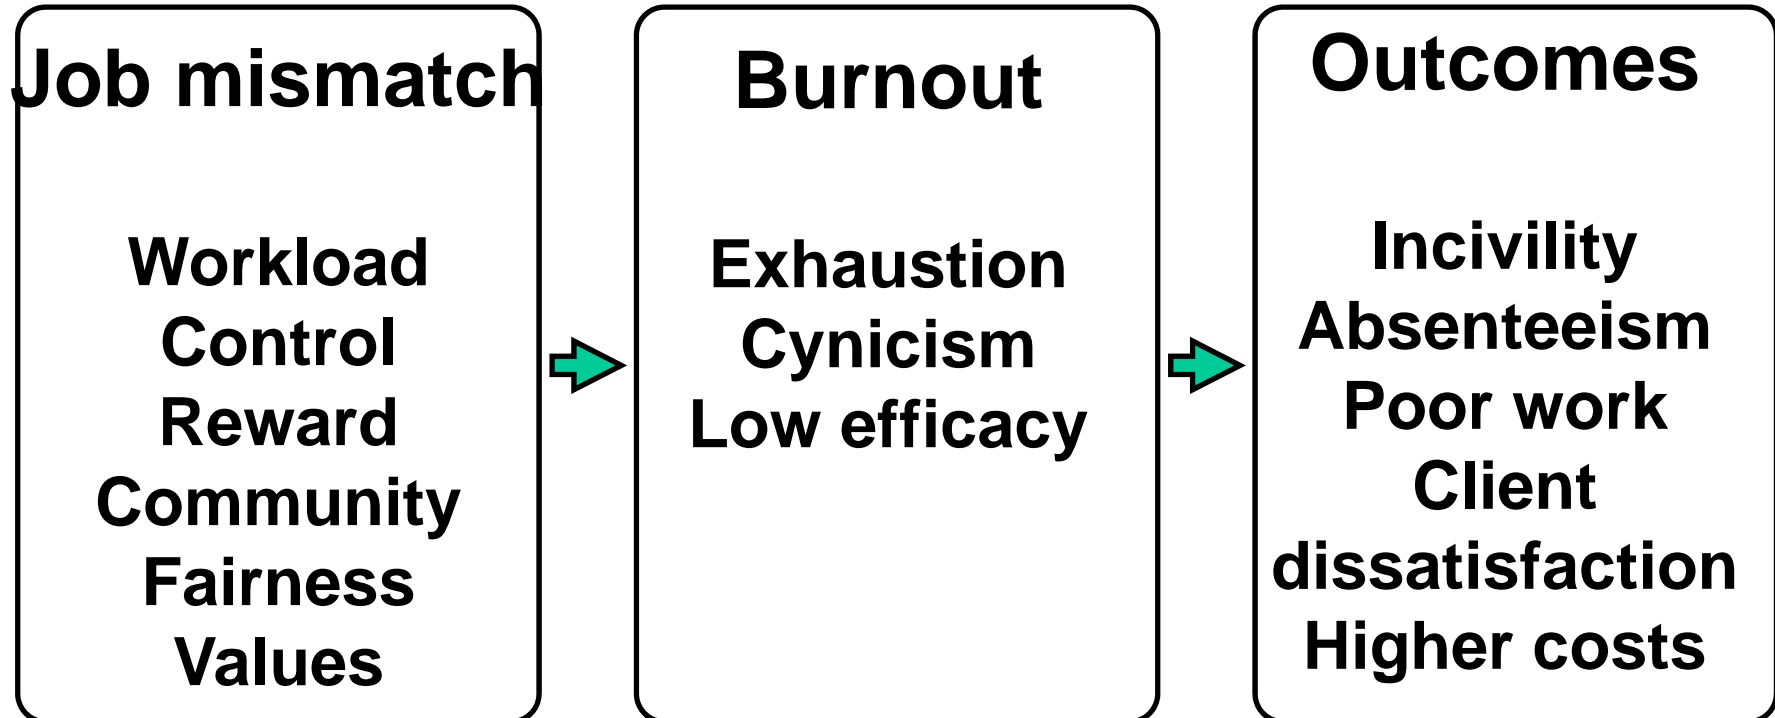 Job mismatch
Workload
Control
Reward
Community
Fairness
Values
Burnout
Exhaustion
Cynicism
Low efficacy
Outcomes
Incivility
Absenteeism
Poor work
Client
dissatisfaction
Higher costs